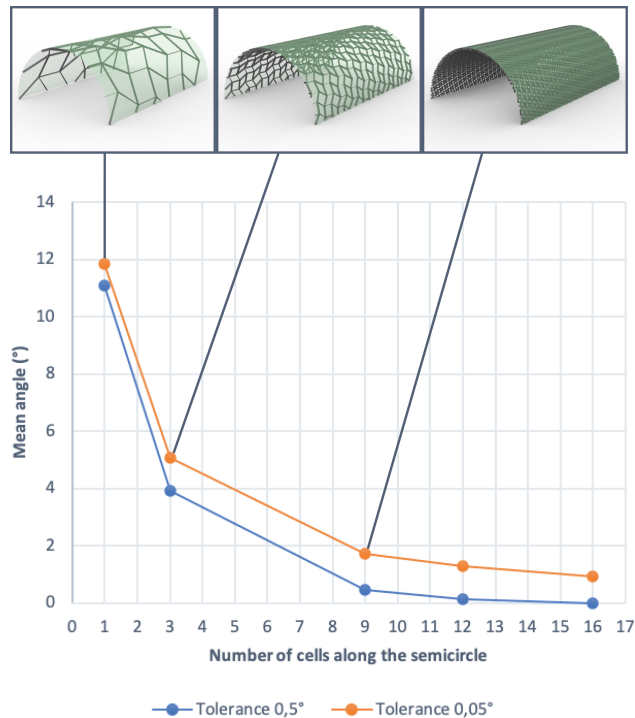 14
12
10
8
6
4
2
0
Mean angle (°)
0 1 2 3 4 5 6 7 8 9 10 11 12 13 14 15 16 17
Number of cells along the semicircle
Tolerance 0,5° Tolerance 0,05°